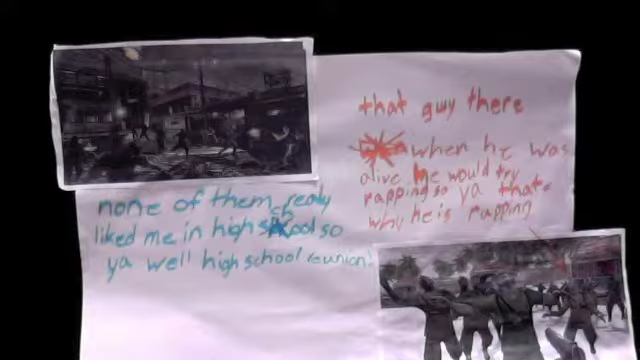 that guy there
when he was
alive he would try
rapping so ya that
why he is rapping
none of them realy
liked me in high school so
ya well high school reunion!